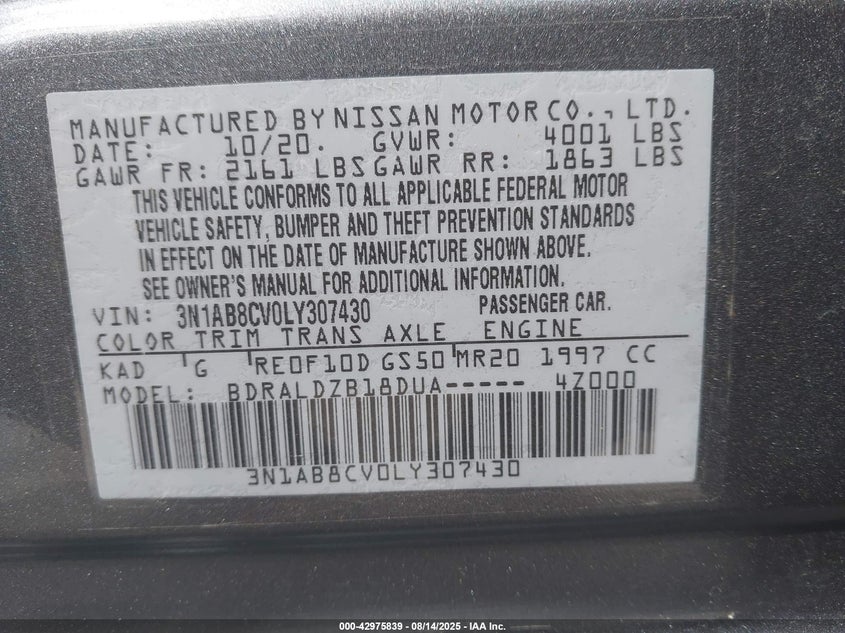 MANUFACTURED BY NISSAN MOTOR CO., LTD.
DATE: 10/20. GVWR: 4001 LBS
GAWR FR: 2161 LBS GAWR RR: 1863 LBS
THIS VEHICLE CONFORMS TO ALL APPLICABLE FEDERAL MOTOR
VEHICLE SAFETY, BUMPER AND THEFT PREVENTION STANDARDS
IN EFFECT ON THE DATE OF MANUFACTURE SHOWN ABOVE.
SEE OWNER'S MANUAL FOR ADDITIONAL INFORMATION.
VIN: 3N1AB8CV0LY307430 PASSENGER CAR.
COLOR TRIM TRANS AXLE ENGINE
KAD G RE0F10D GS50 MR20 1997 CC
MODEL: BDRALDZB18DUA----- 4Z000
3N1AB8CV0LY307430
000-42975839 - 08/14/2025 - IAA Inc.